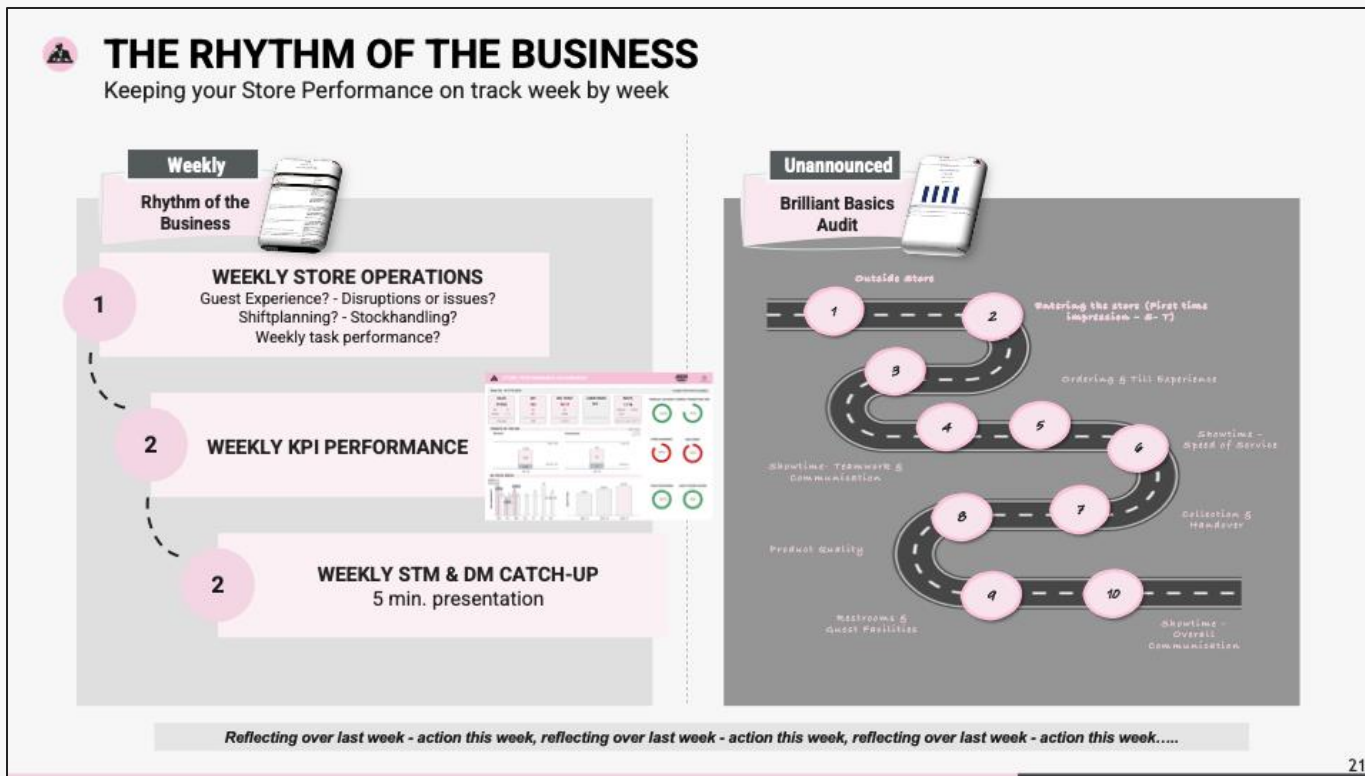 THE RHYTHM OF THE BUSINESS
Keeping your Store Performance on track week by week
Weekly
Rhythm of the
Business
1
WEEKLY STORE OPERATIONS
Guest Experience? - Disruptions or issues?
Shiftplanning? - Stockhandling?
Weekly task performance?
2
WEEKLY KPI PERFORMANCE
2
WEEKLY STM & DM CATCH-UP
5 min. presentation
Unannounced
Brilliant Basics
Audit
Outside Store
1
2
Entering the store (First time
impression - 
3
Ordering & Till Experience
4
5
6
Showtime -
Speed of Service
Showtime- Teamwork &
Communication
8
7
Collection &
Handover
Product Quality
9
10
Restrooms &
Guest Facilities
Showtime -
Overall
Communication
Reflecting over last week - action this week, reflecting over last week - action this week, reflecting over last week - action this week.....
21